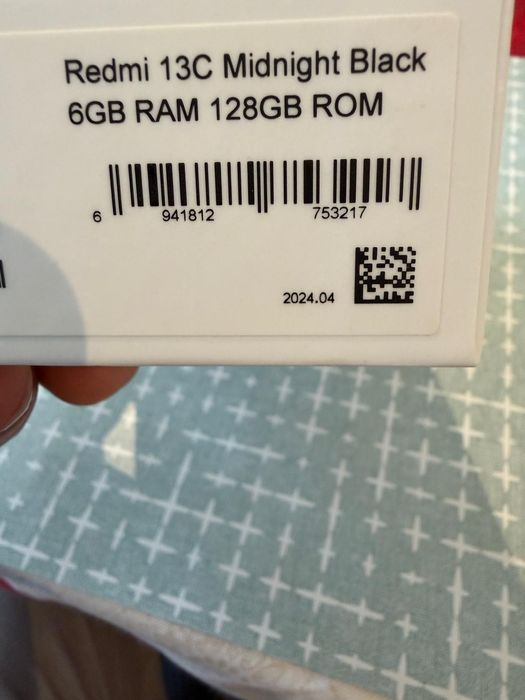 Redmi 13C Midnight Black
6GB RAM 128GB ROM
6 941812 753217
2024.04